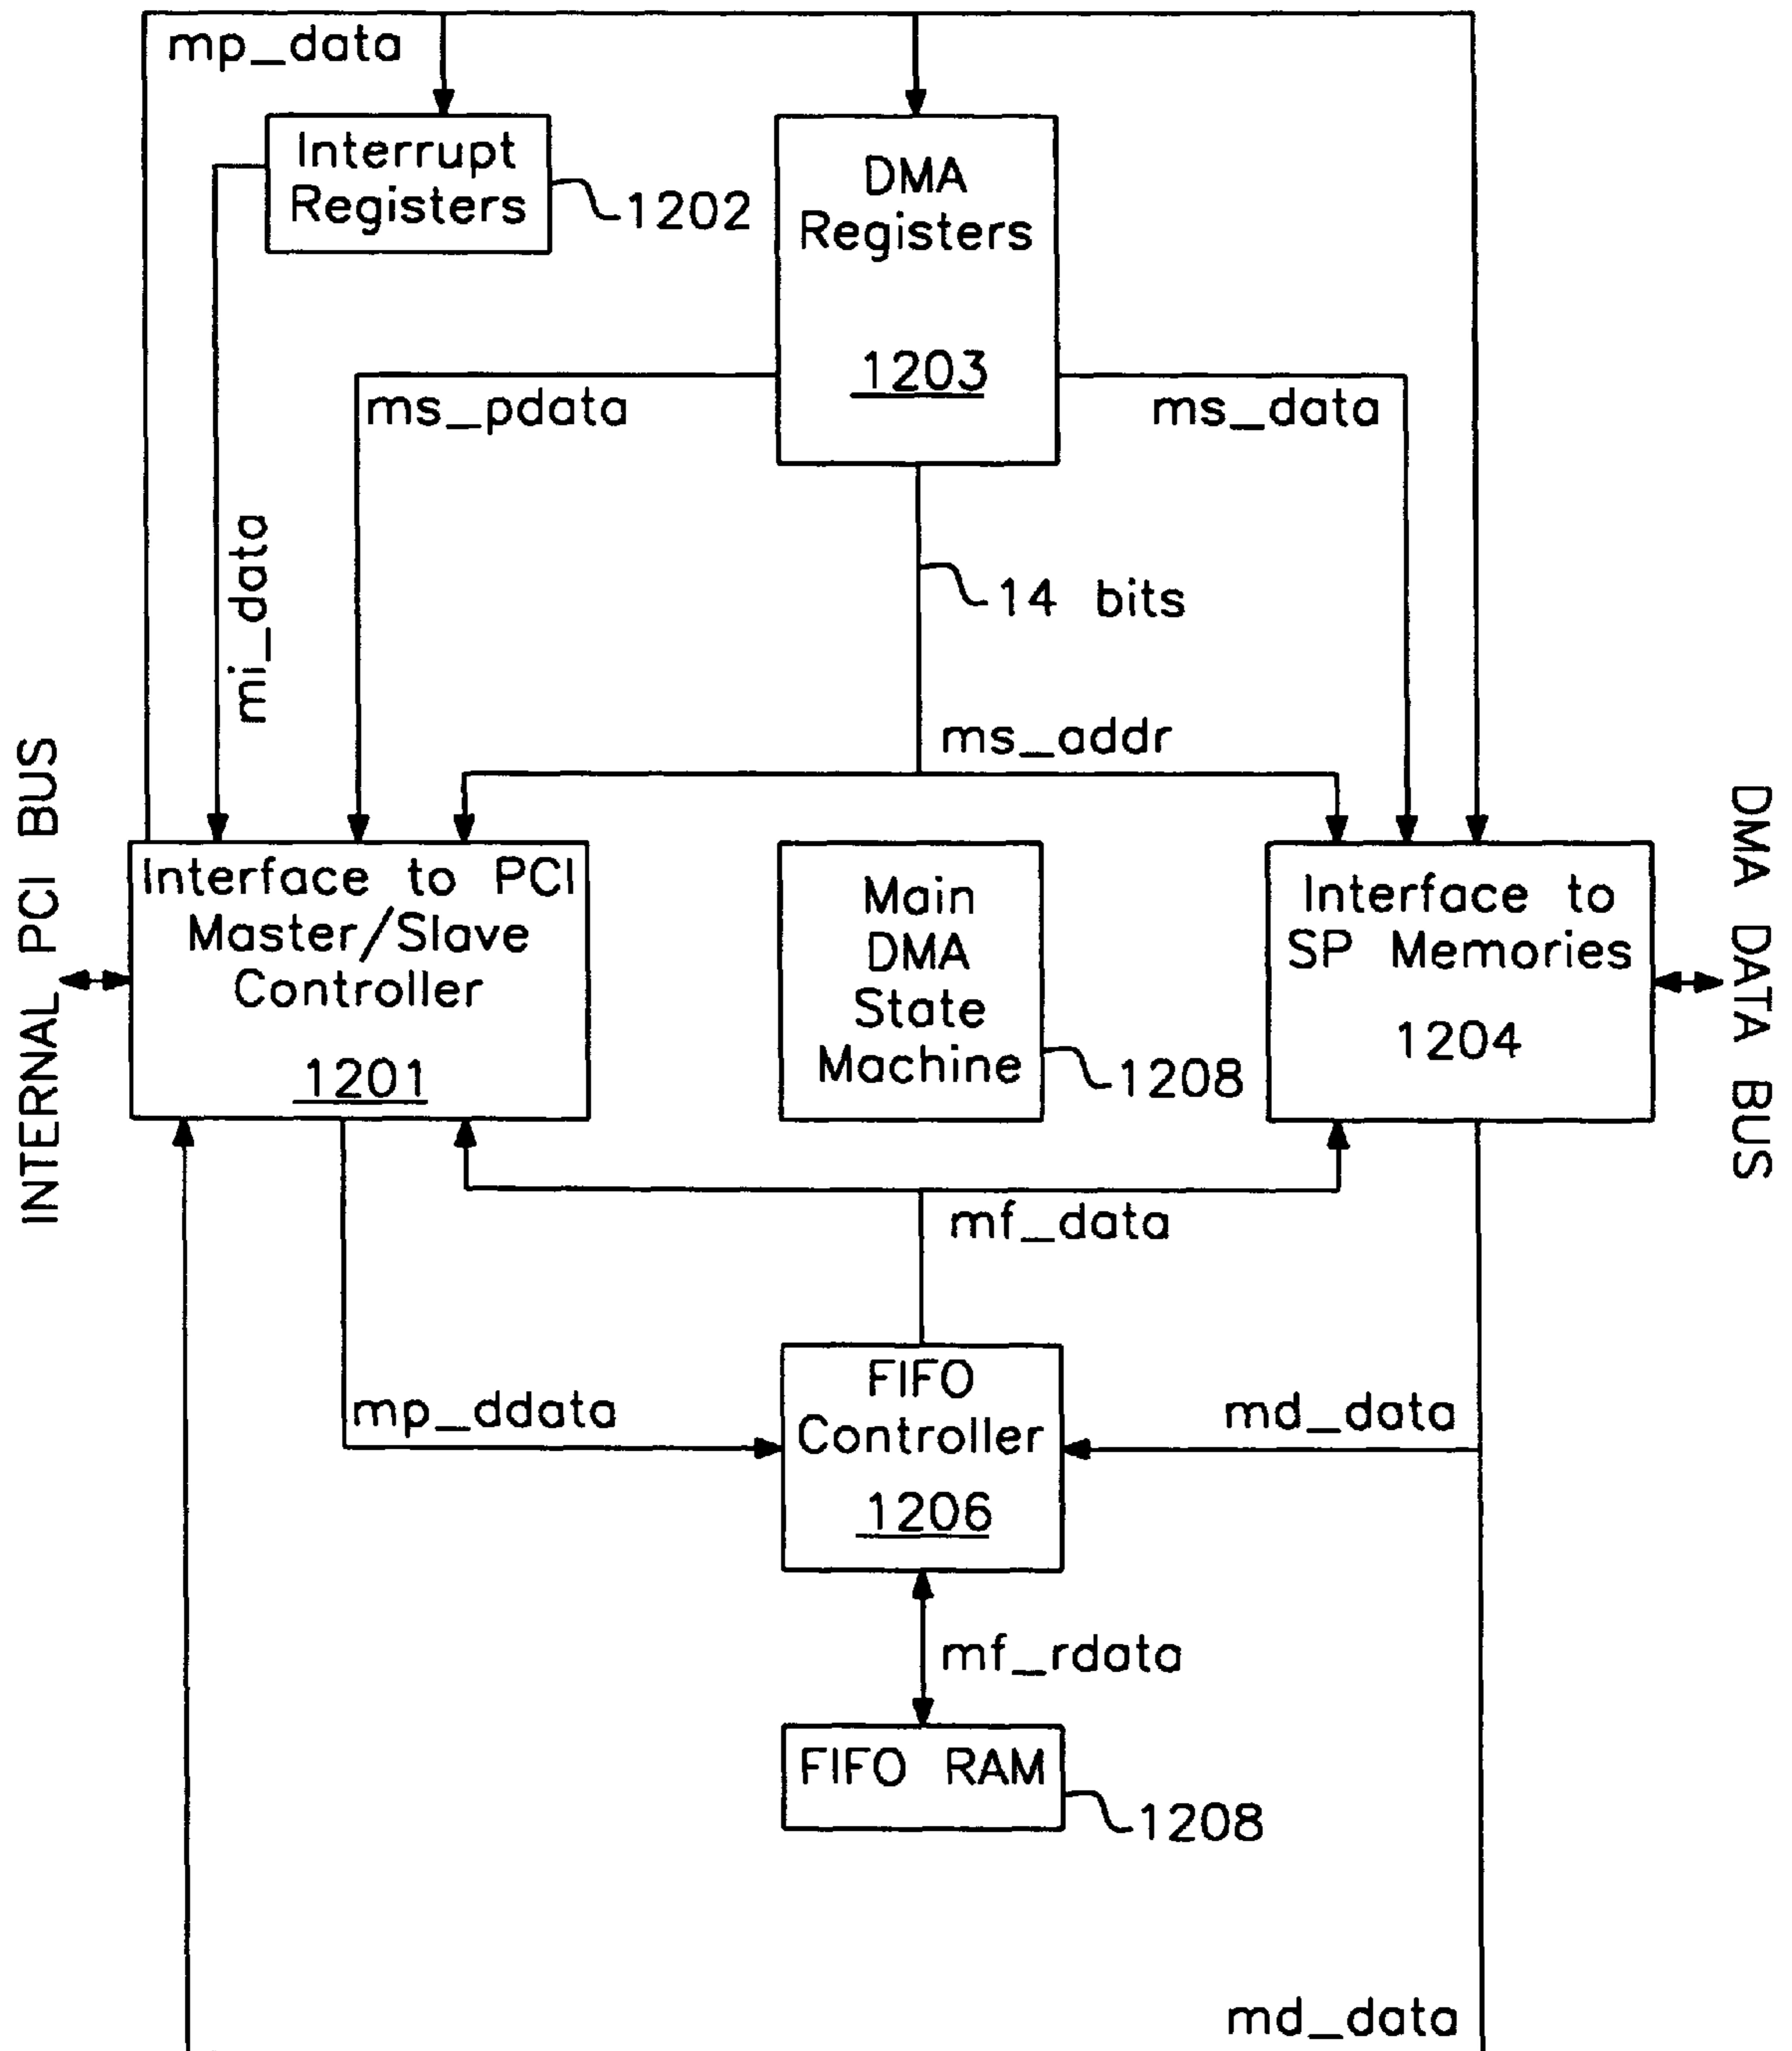 mp_data
Interrupt
Registers
1202
DMA
Registers
1203
ms_pdata
ms_data
mi_data
14 bits
ms_addr
INTERNAL PCI BUS
Interface to PCI
Master/Slave
Controller
1201
Main
DMA
State
Machine
1208
Interface to
SP Memories
1204
DMA DATA BUS
mf_data
mp_ddata
FIFO
Controller
1206
md_data
mf_rdata
FIFO RAM
1208
md_data